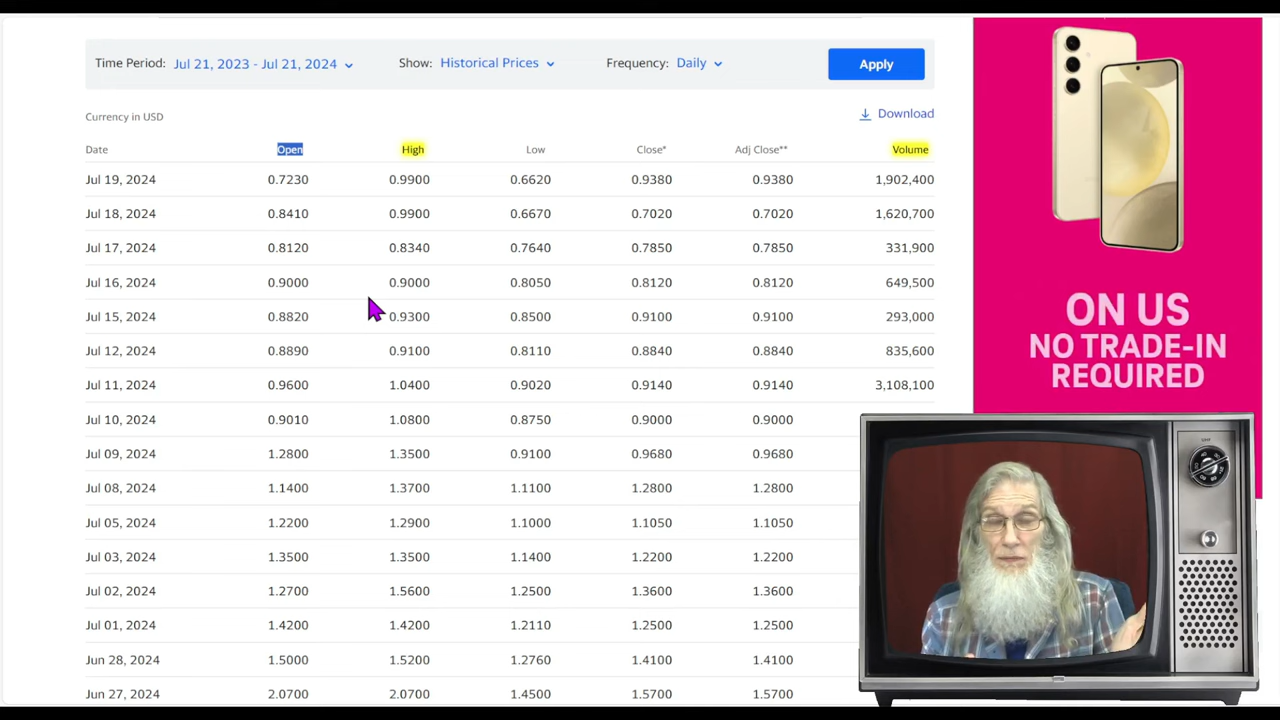 Time Period: Jul 21, 2023 - Jul 21, 2024 Show: Historical Prices Frequency: Daily Apply
Currency in USD Download
Date Open High Low Close* Adj Close** Volume
Jul 19, 2024 0.7230 0.9900 0.6620 0.9380 0.9380 1,902,400
Jul 18, 2024 0.8410 0.9900 0.6670 0.7020 0.7020 1,620,700
Jul 17, 2024 0.8120 0.8340 0.7640 0.7850 0.7850 331,900
Jul 16, 2024 0.9000 0.9000 0.8050 0.8120 0.8120 649,500
Jul 15, 2024 0.8820 0.9300 0.8500 0.9100 0.9100 293,000
Jul 12, 2024 0.8890 0.9100 0.8110 0.8840 0.8840 835,600
Jul 11, 2024 0.9600 1.0400 0.9020 0.9140 0.9140 3,108,100
Jul 10, 2024 0.9010 1.0800 0.8750 0.9000 0.9000
Jul 09, 2024 1.2800 1.3500 0.9100 0.9680 0.9680
Jul 08, 2024 1.1400 1.3700 1.1100 1.2800 1.2800
Jul 05, 2024 1.2200 1.2900 1.1000 1.1050 1.1050
Jul 03, 2024 1.3500 1.3500 1.1400 1.2200 1.2200
Jul 02, 2024 1.2700 1.5600 1.2500 1.3600 1.3600
Jul 01, 2024 1.4200 1.4200 1.2110 1.2500 1.2500
Jun 28, 2024 1.5000 1.5200 1.2760 1.4100 1.4100
Jun 27, 2024 2.0700 2.0700 1.4500 1.5700 1.5700
ON US
NO TRADE-IN
REQUIRED